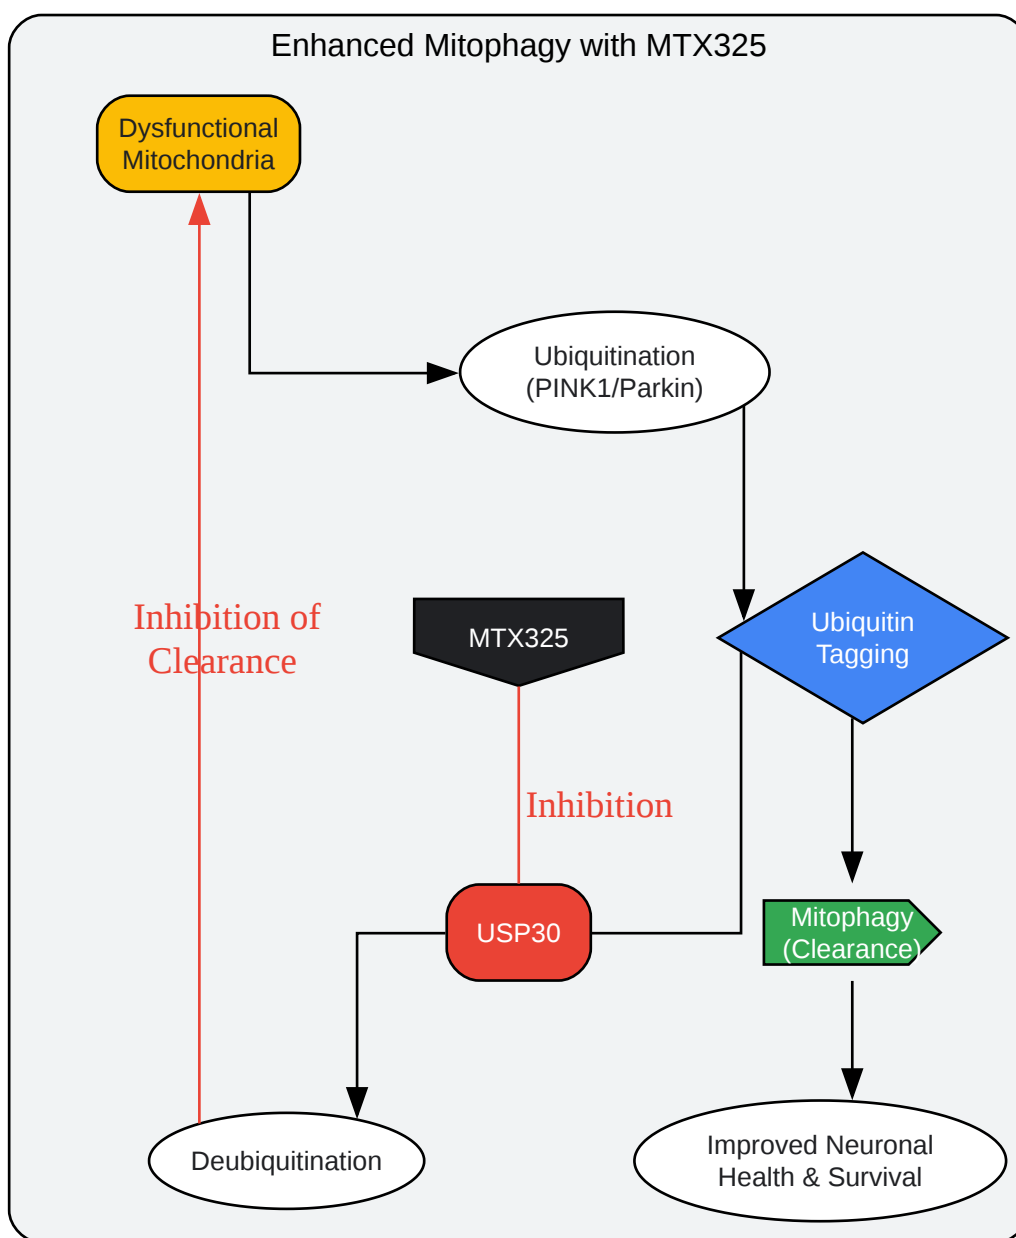 Enhanced Mitophagy with MTX325
Dysfunctional
Mitochondria
Ubiquitination
(PINK1/Parkin)
Inhibition of
Clearance
MTX325
Ubiquitin
Tagging
Inhibition
USP30
Mitophagy
(Clearance)
Deubiquitination
Improved Neuronal
Health & Survival